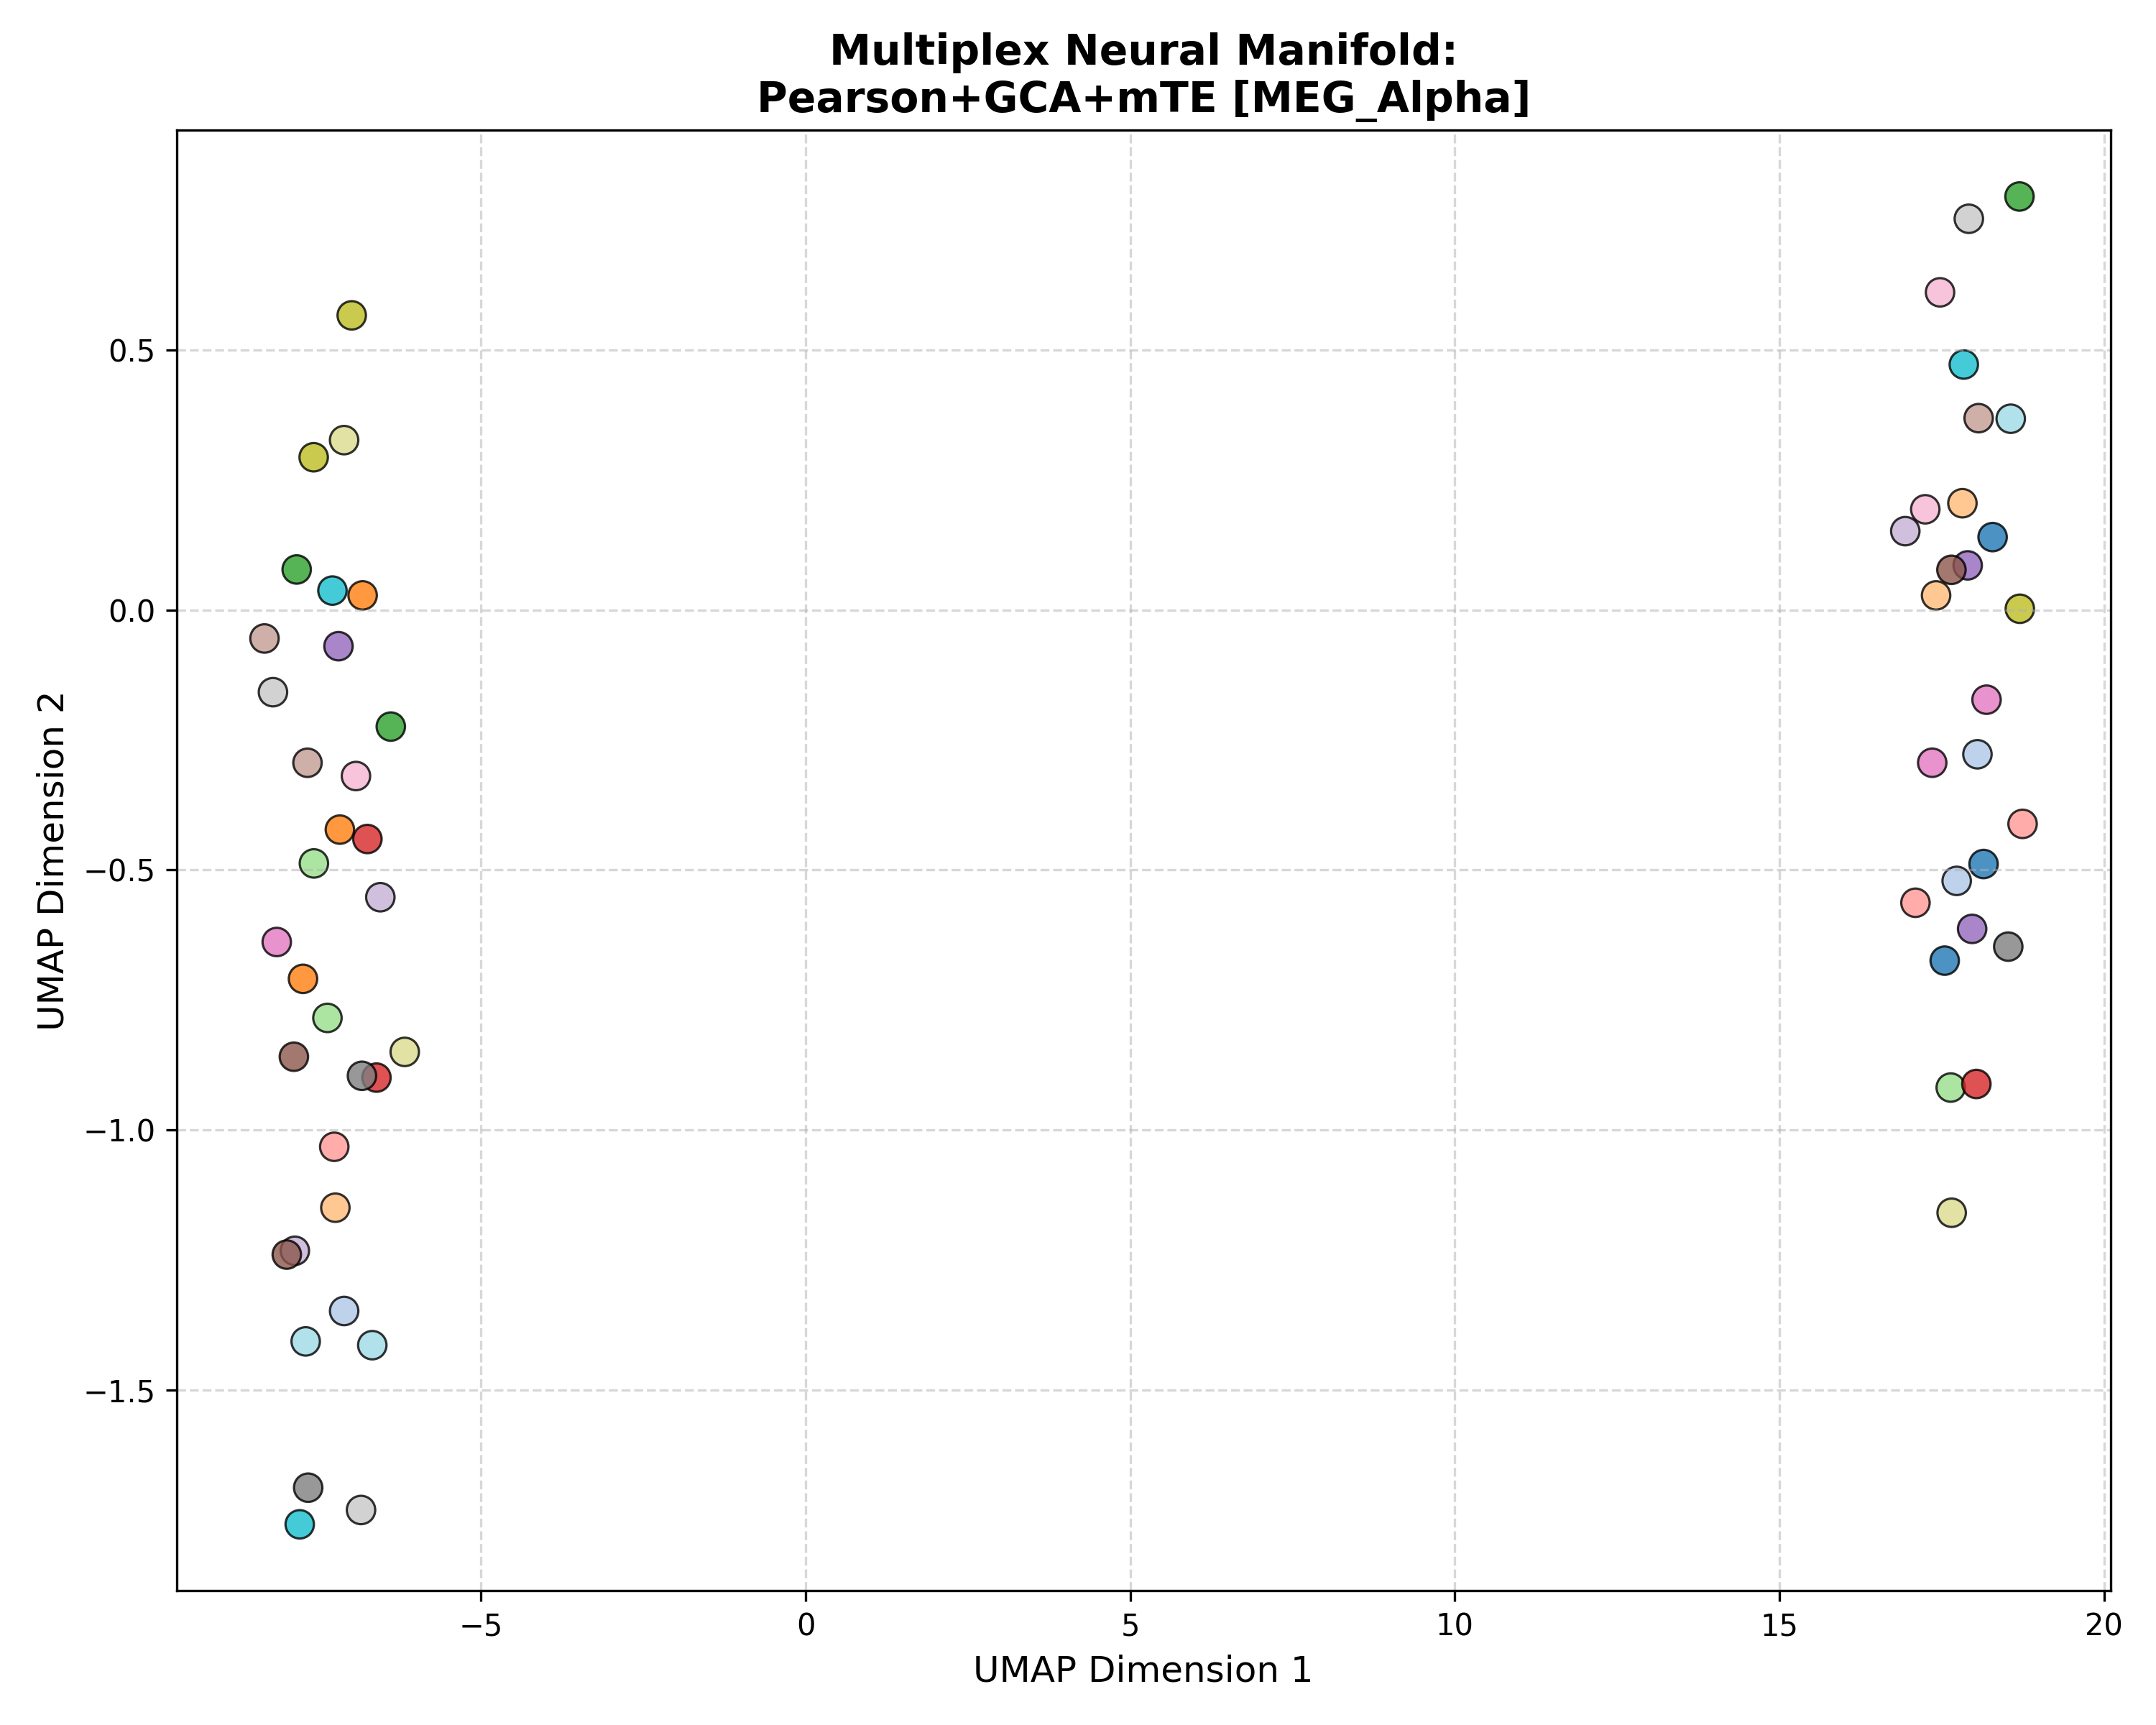 Multiplex Neural Manifold:
Pearson+GCA+mTE [MEG_Alpha]
UMAP Dimension 2
0.5
0.0
−0.5
−1.0
−1.5
−5
0
5
10
15
20
UMAP Dimension 1